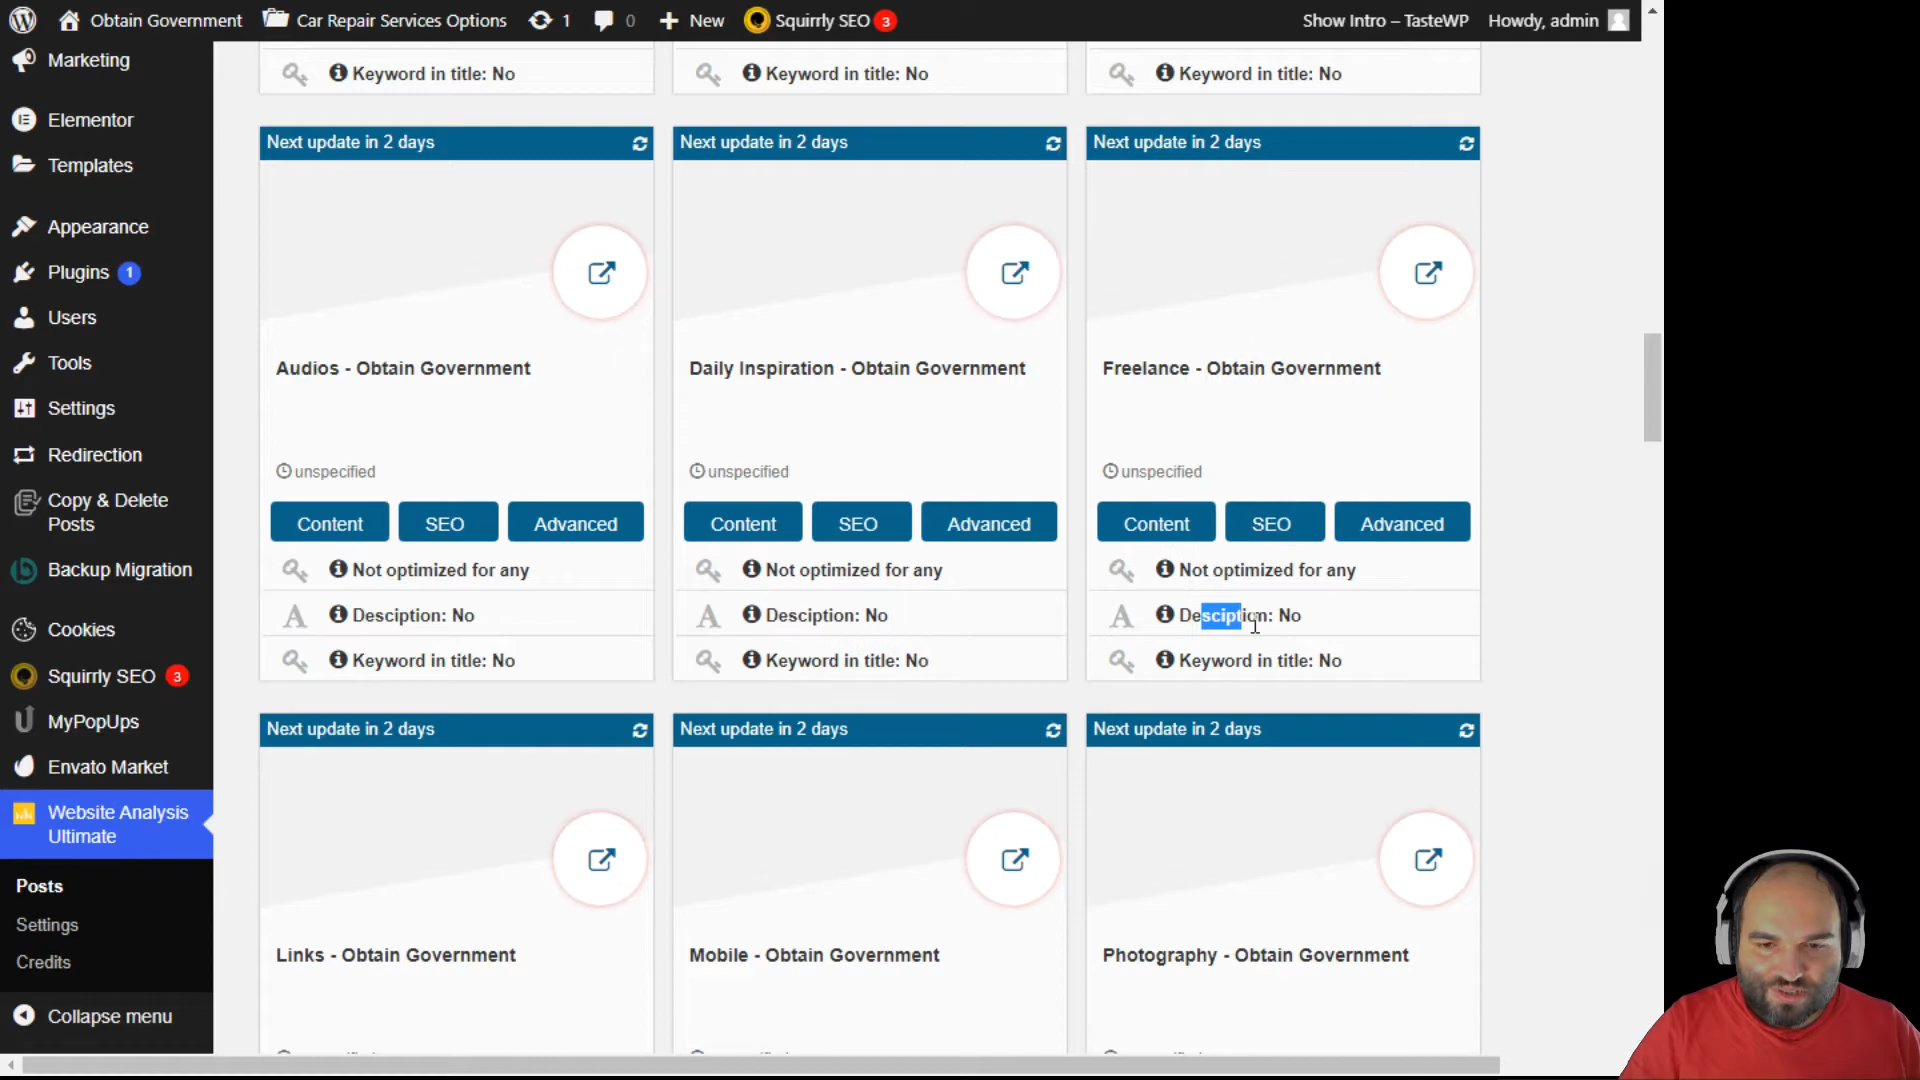 Obtain Government Car Repair Services Options 1 0 New Squirrly SEO 3 Show Intro – TasteWP Howdy, admin
Marketing
Elementor
Templates
Appearance
Plugins 1
Users
Tools
Settings
Redirection
Copy & Delete
Posts
Backup Migration
Cookies
Squirrly SEO 3
MyPopUps
Envato Market
Website Analysis
Ultimate
Posts
Settings
Credits
Collapse menu
Keyword in title: No Keyword in title: No Keyword in title: No
Next update in 2 days Next update in 2 days Next update in 2 days
Audios - Obtain Government Daily Inspiration - Obtain Government Freelance - Obtain Government
unspecified unspecified unspecified
Content SEO Advanced Content SEO Advanced Content SEO Advanced
Not optimized for any Not optimized for any Not optimized for any
A Desciption: No A Desciption: No A Desciption: No
Keyword in title: No Keyword in title: No Keyword in title: No
Next update in 2 days Next update in 2 days Next update in 2 days
Links - Obtain Government Mobile - Obtain Government Photography - Obtain Government